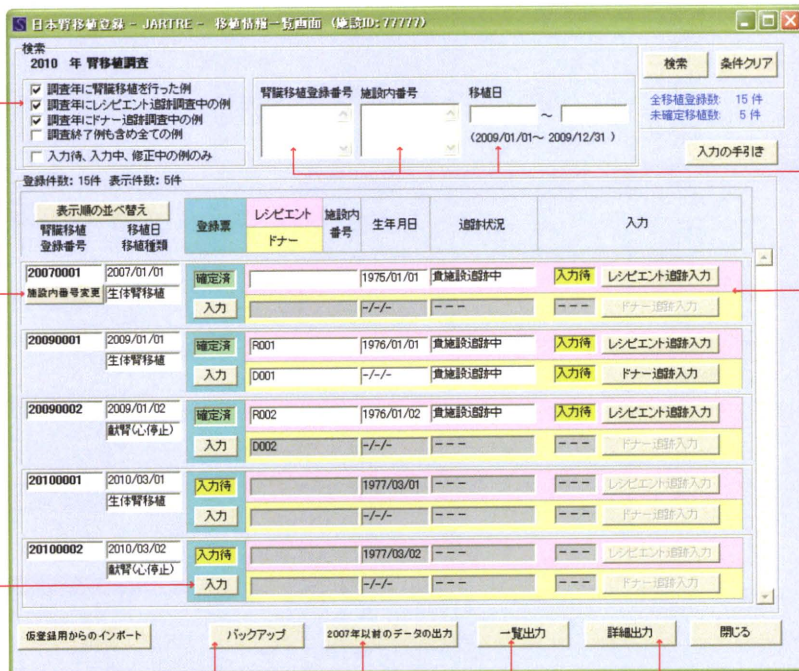 日本腎移植登録 - JARTRE - 移植情報一覧画面 (施設ID:77777)
検索
2010 年 腎移植調査
調査年に腎臓移植を行った例
調査年にレシピエント追跡調査中の例
調査年にドナー追跡調査中の例
調査終了例も含め全ての例
入力待、入力中、修正中の例のみ
腎臓移植登録番号 施設内番号 移植日
~
(2009/01/01~ 2009/12/31 )
検索 条件クリア
全移植登録数: 15 件
未確定移植数: 5 件
入力の手引き
登録件数: 15件 表示件数: 5件
表示順の並べ替え
腎臓移植 移植日
登録番号 移植種類
登録票
レシピエント
ドナー
施設内
番号
生年月日 追跡状況 入力
20070001 2007/01/01 確定済 1975/01/01 貴施設追跡中 入力待 レシピエント追跡入力
施設内番号変更 生体腎移植 入力 -/-/- --- --- ドナー追跡入力
20090001 2009/01/01 確定済 R001 1976/01/01 貴施設追跡中 入力待 レシピエント追跡入力
生体腎移植 入力 D001 -/-/- 貴施設追跡中 入力待 ドナー追跡入力
20090002 2009/01/02 確定済 R002 1976/01/02 貴施設追跡中 入力待 レシピエント追跡入力
献腎(心停止) 入力 D002 -/-/- --- --- ドナー追跡入力
20100001 2010/03/01 入力待 1977/03/01 --- --- レシピエント追跡入力
生体腎移植 入力 -/-/- --- --- ドナー追跡入力
20100002 2010/03/02 入力待 1977/03/02 --- --- レシピエント追跡入力
献腎(心停止) 入力 -/-/- --- --- ドナー追跡入力
仮登録用からのインポート バックアップ 2007年以前のデータの出力 一覧出力 詳細出力 閉じる